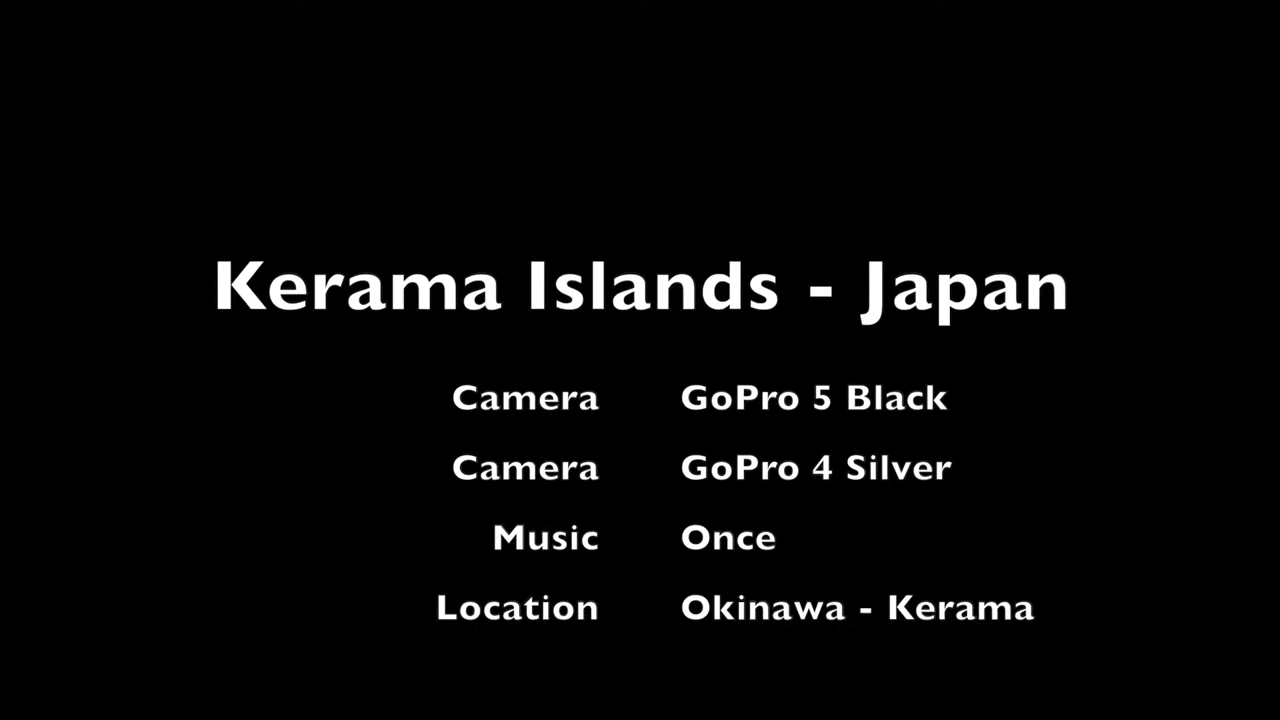 Kerama Islands - Japan
Camera GoPro 5 Black
Camera GoPro 4 Silver
Music Once
Location Okinawa - Kerama